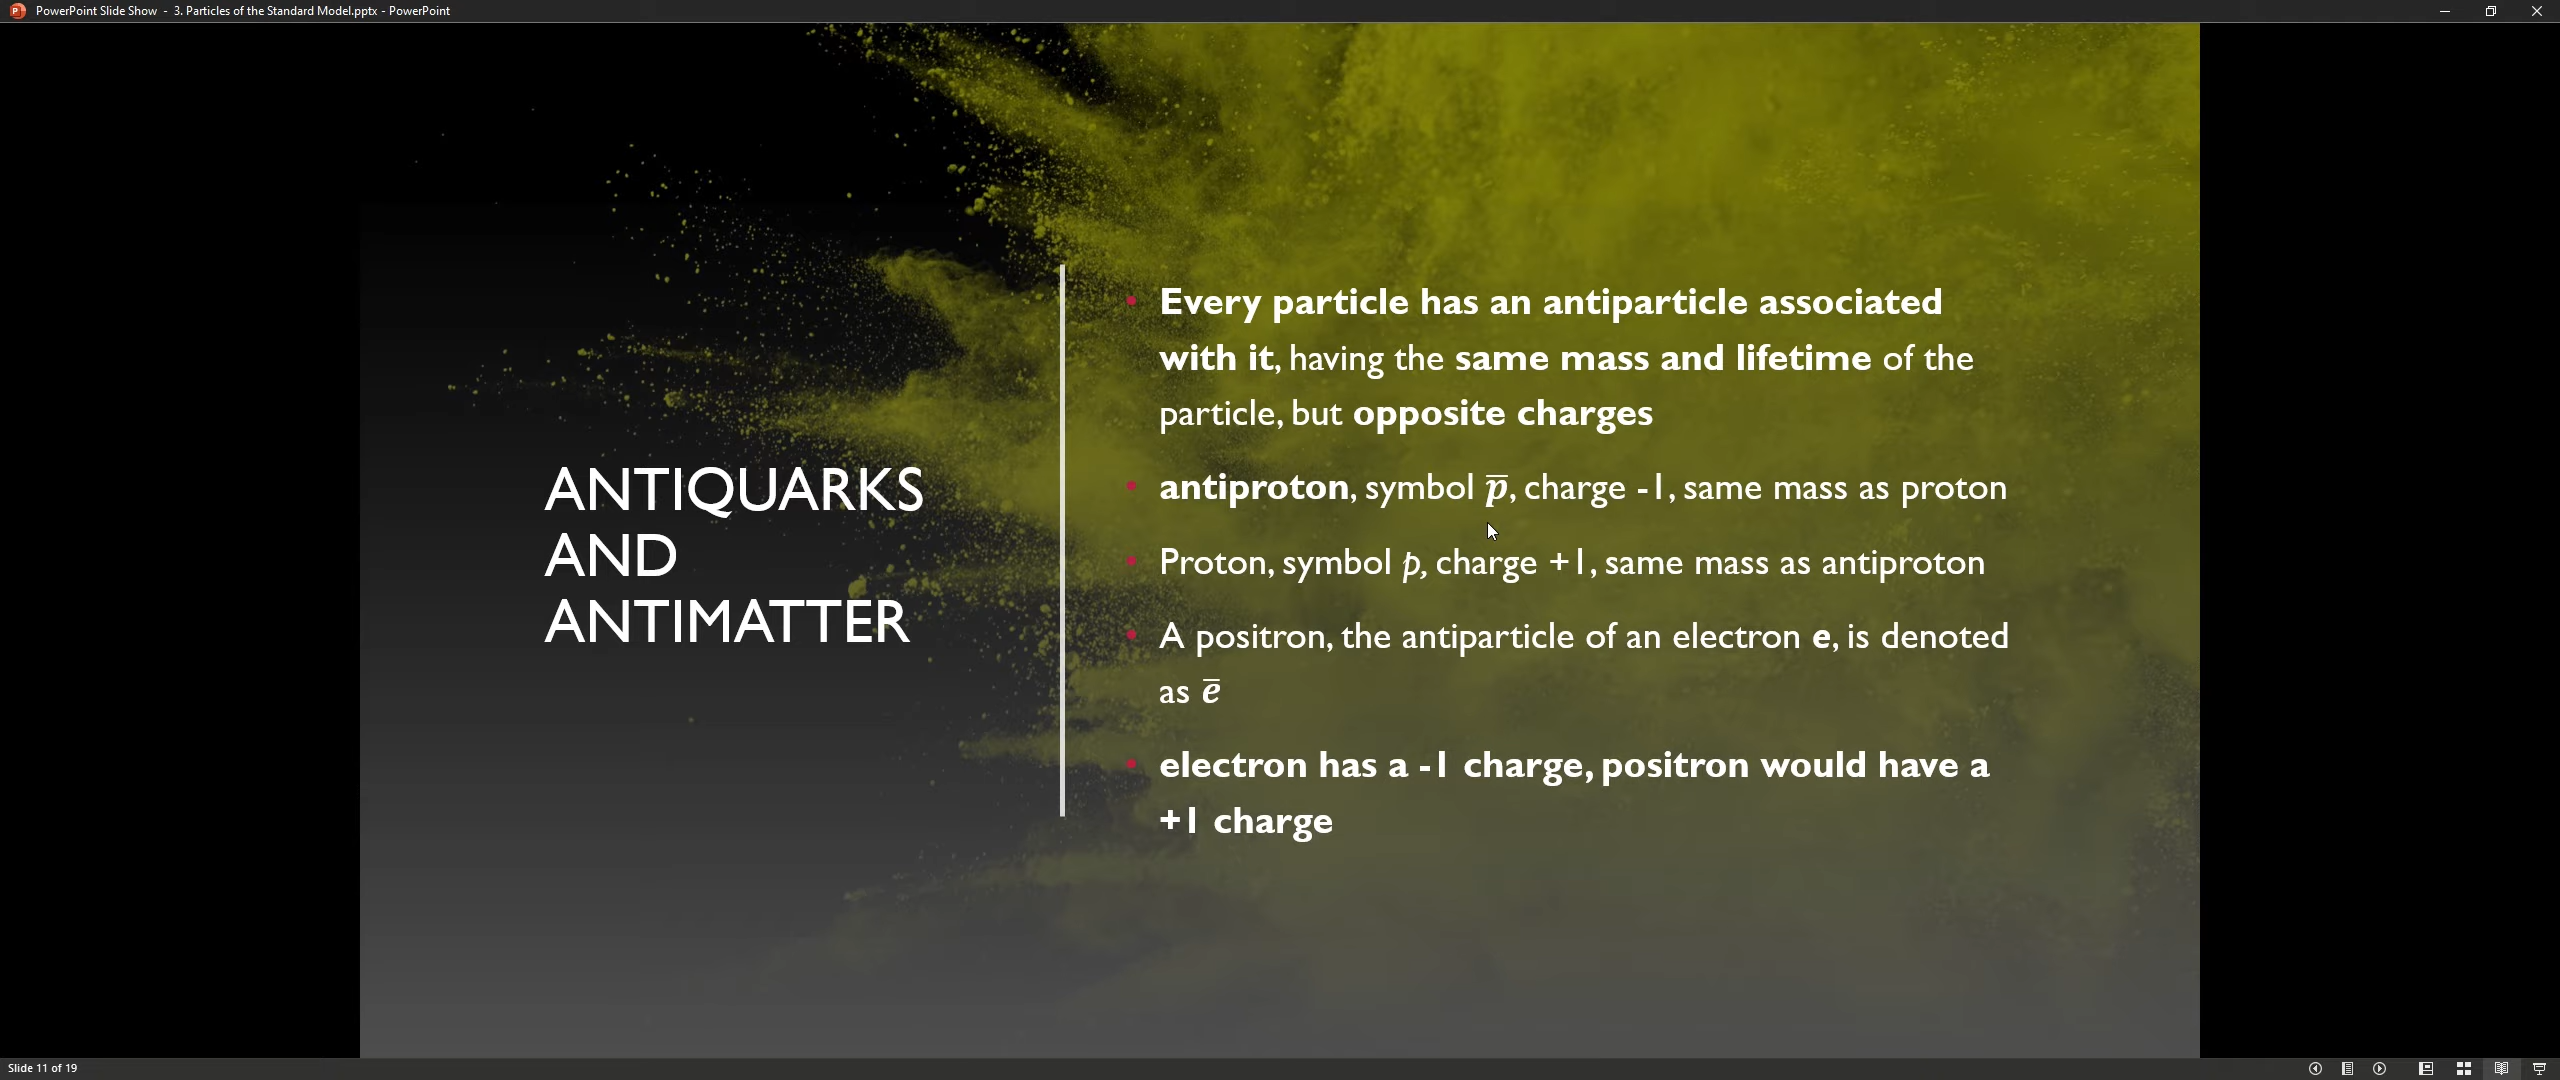 PowerPoint Slide Show - 3. Particles of the Standard Model.pptx - PowerPoint
ANTIQUARKS
AND
ANTIMATTER
• Every particle has an antiparticle associated
with it, having the same mass and lifetime of the
particle, but opposite charges
• antiproton, symbol p̅, charge -1, same mass as proton
• Proton, symbol p, charge +1, same mass as antiproton
• A positron, the antiparticle of an electron e, is denoted
as e̅
• electron has a -1 charge, positron would have a
+1 charge
Slide 11 of 19